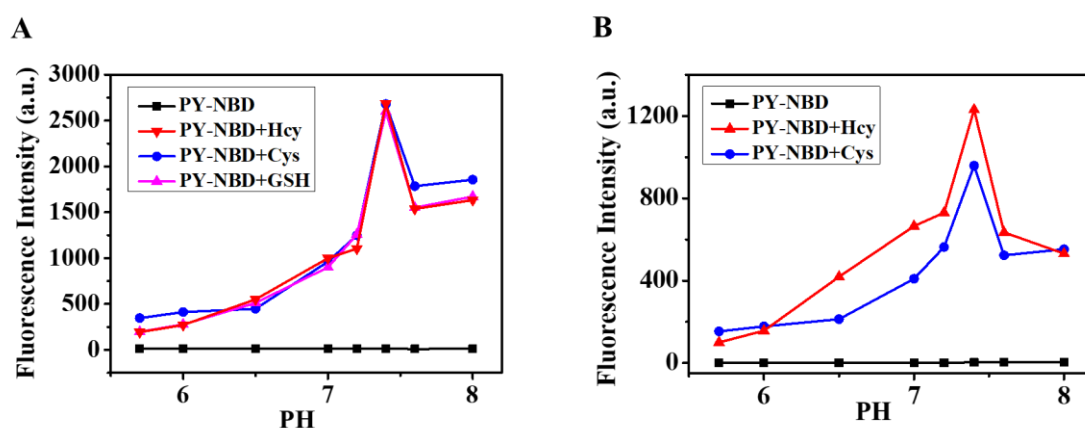 A
Fluorescence Intensity (a.u.)
3000
2500
2000
1500
1000
500
0
PY-NBD
PY-NBD+Hcy
PY-NBD+Cys
PY-NBD+GSH
6
7
8
PH
B
Fluorescence Intensity (a.u.)
1200
800
400
0
PY-NBD
PY-NBD+Hcy
PY-NBD+Cys
6
7
8
PH